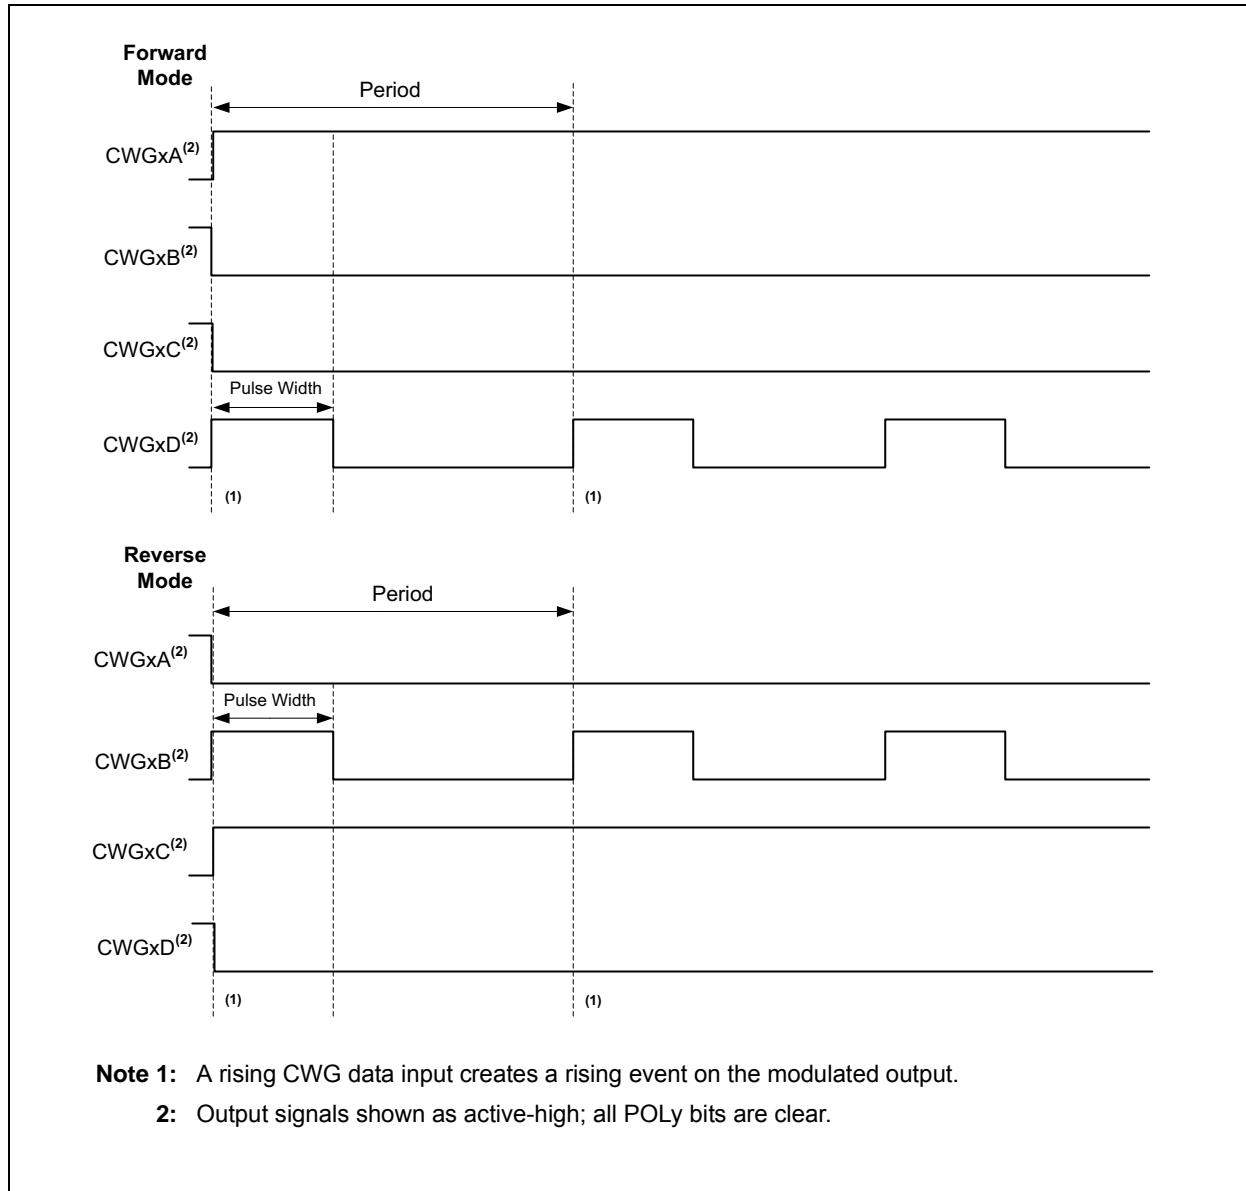 Forward
Mode
Period
CWGxA(2)
CWGxB(2)
CWGxC(2)
Pulse Width
CWGxD(2)
(1) (1)
Reverse
Mode
Period
CWGxA(2)
Pulse Width
CWGxB(2)
CWGxC(2)
CWGxD(2)
(1) (1)
Note 1: A rising CWG data input creates a rising event on the modulated output.
2: Output signals shown as active-high; all POLy bits are clear.